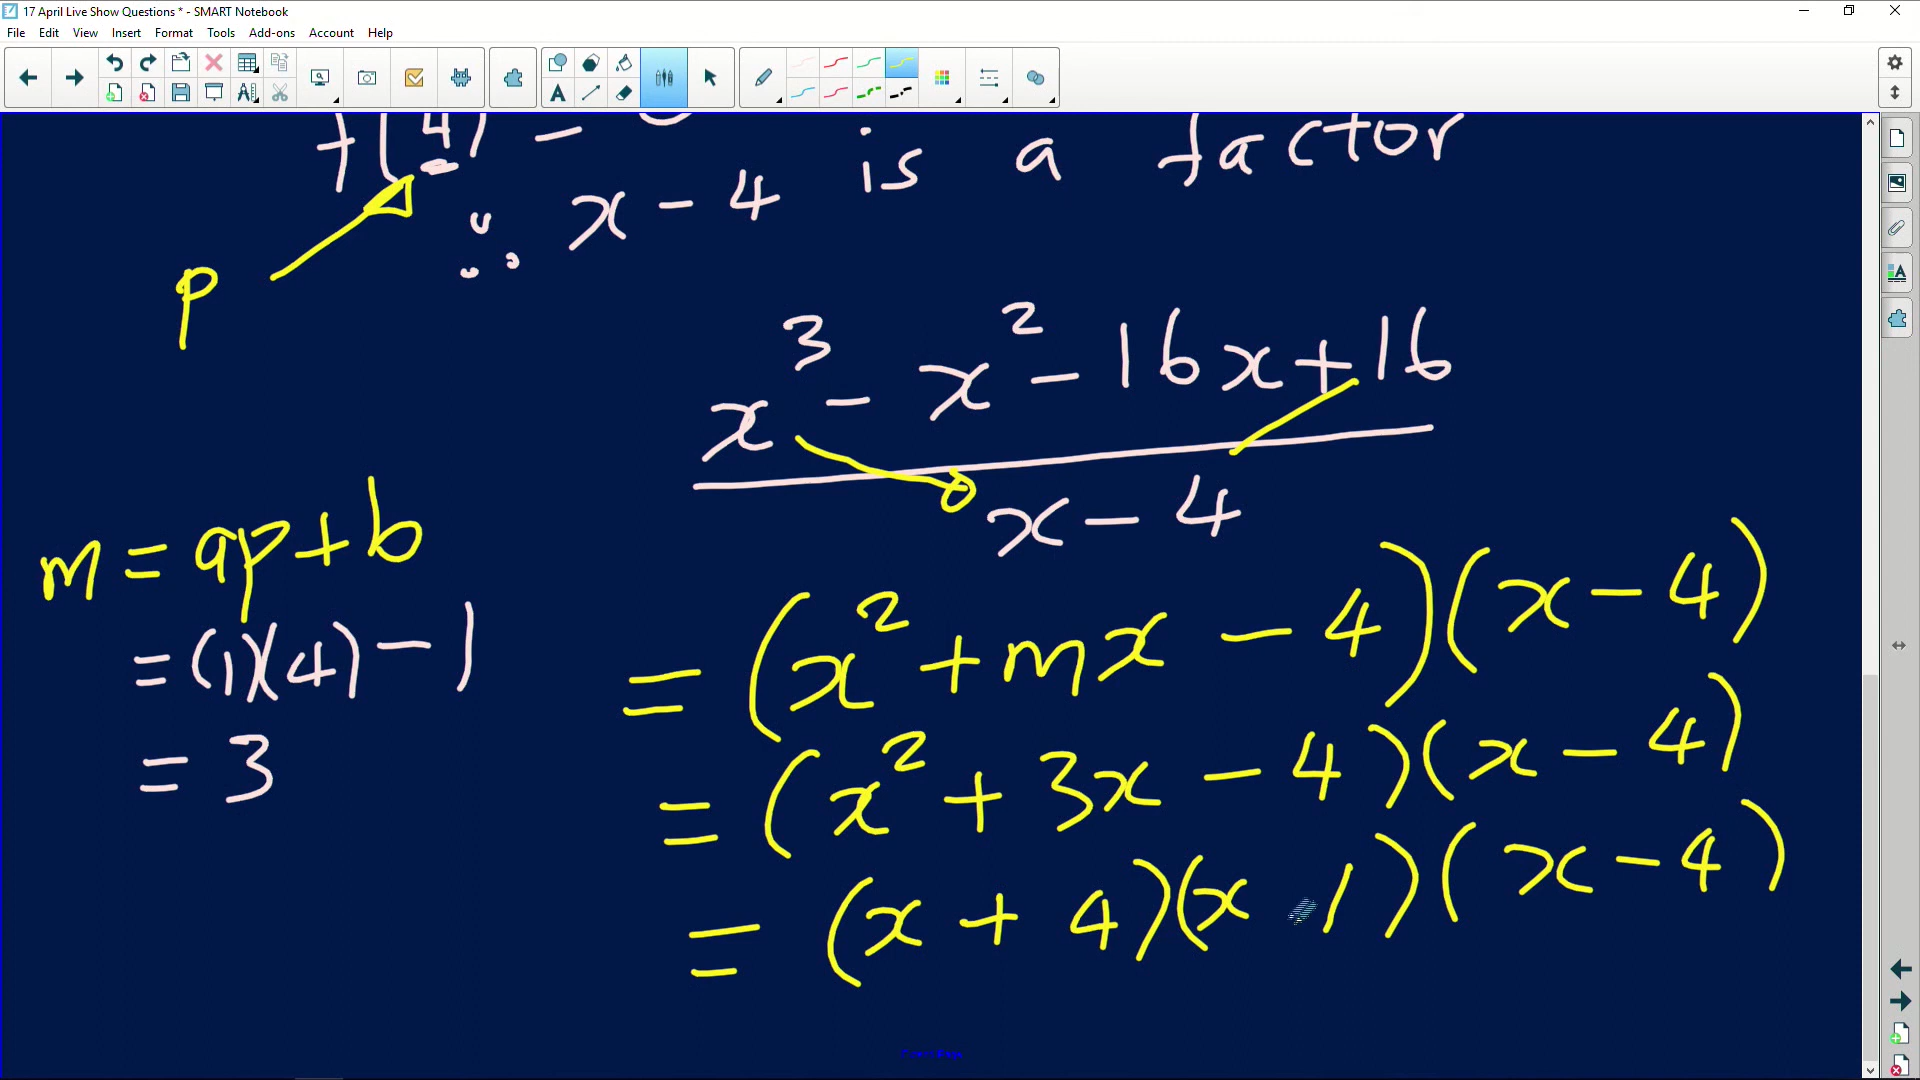 17 April Live Show Questions * - SMART Notebook
File Edit View Insert Format Tools Add-ons Account Help
f(4) = 0
∴ x - 4 is a factor
p
x³ - x² - 16x + 16
x - 4
m = ap + b
= (1)(4) - 1
= 3
= (x² + mx - 4)(x - 4)
= (x² + 3x - 4)(x - 4)
= (x + 4)(x 1)(x - 4)